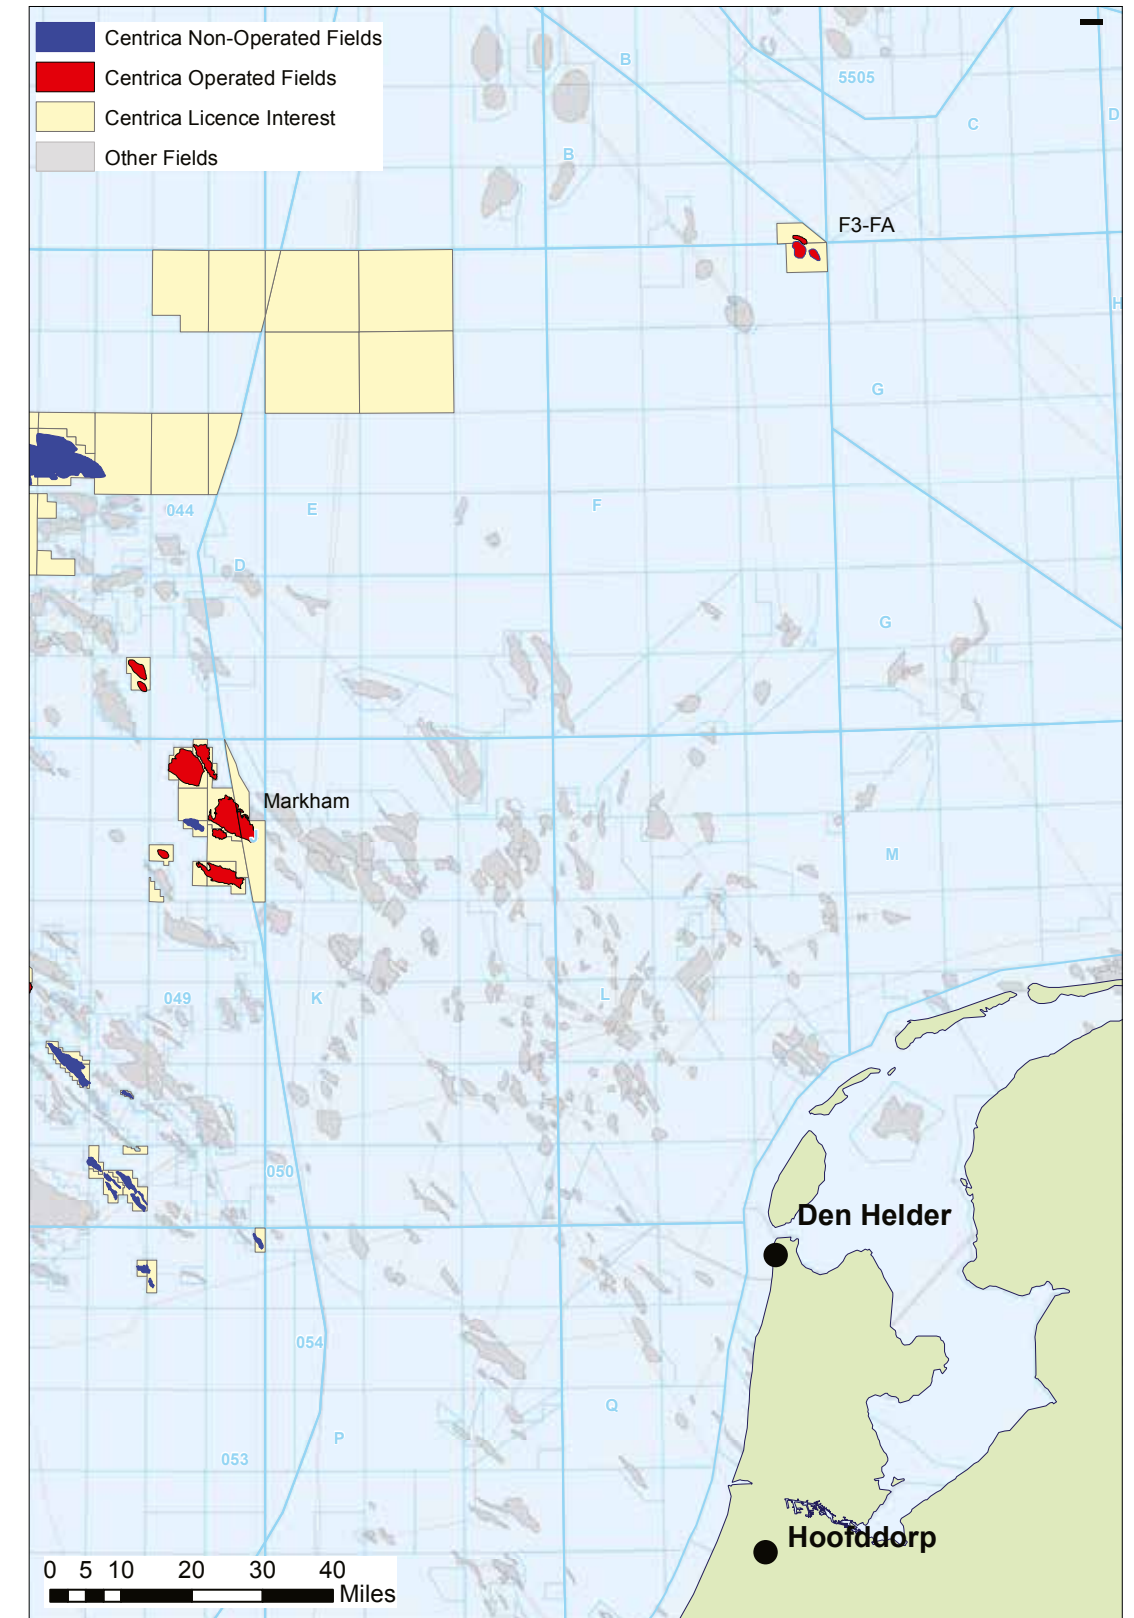 Centrica Non-Operated Fields
Centrica Operated Fields
Centrica Licence Interest
Other Fields
B
5505
C
D
B
F3-FA
H
G
044
E
F
D
G
Markham
J
M
049
K
L
050
Den Helder
054
Q
P
053
Hoofddorp
0 5 10 20 30 40
Miles